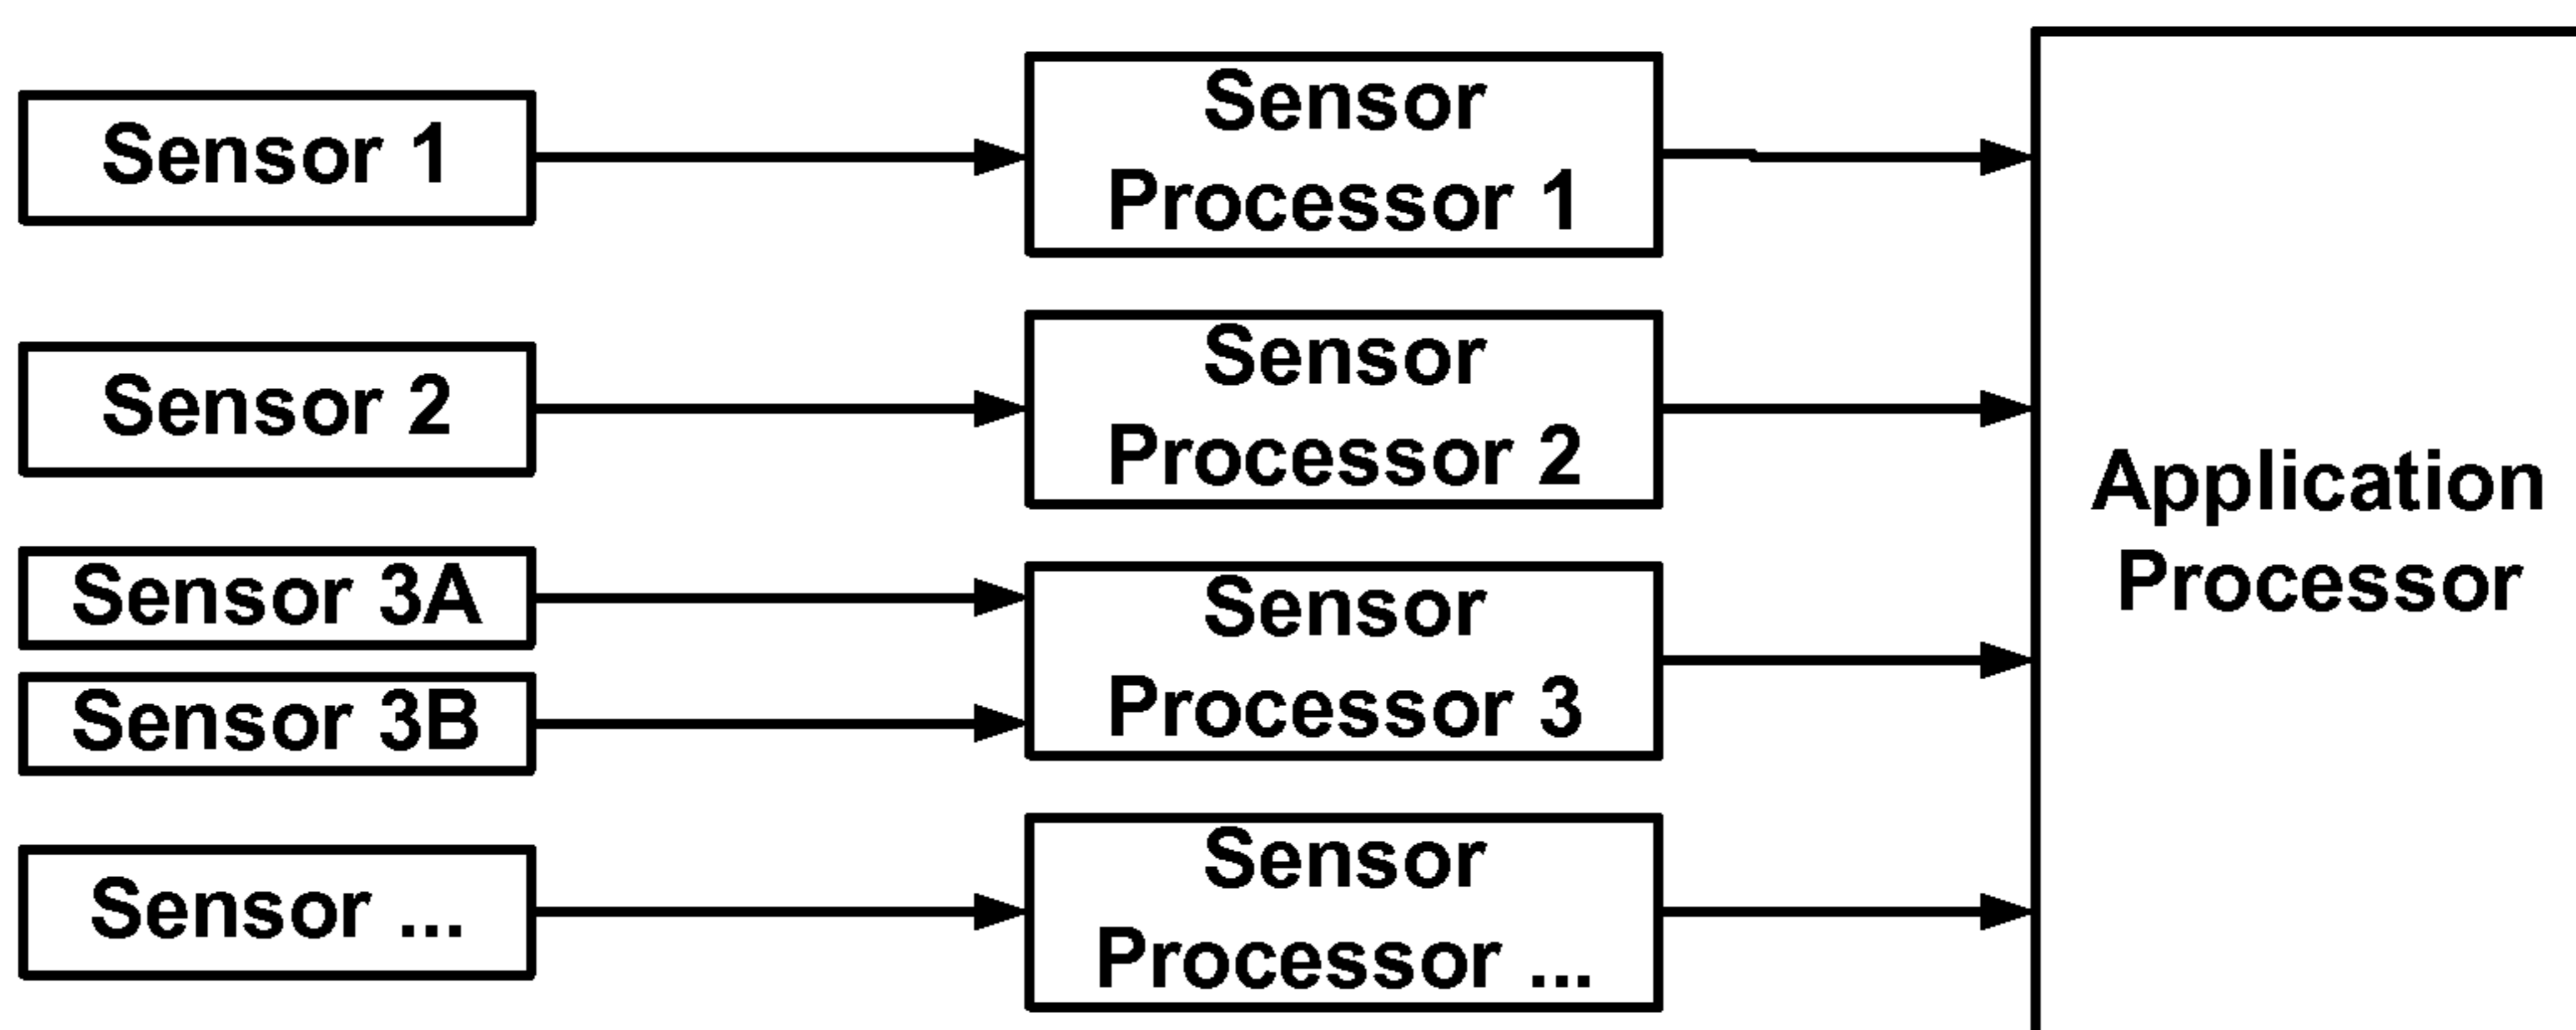 Sensor 1
Sensor
Processor 1
Sensor 2
Sensor
Processor 2
Sensor 3A
Sensor 3B
Sensor
Processor 3
Sensor ...
Sensor
Processor ...
Application
Processor